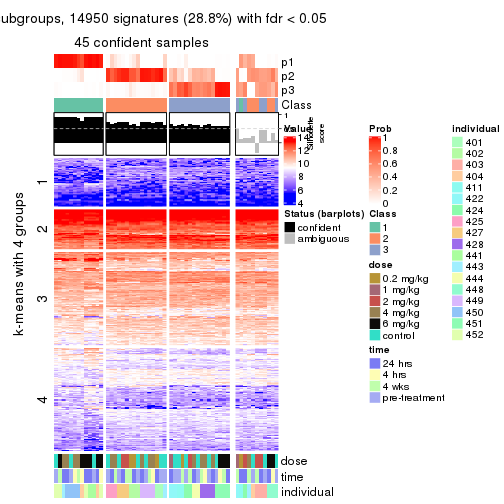 ubgroups, 14950 signatures (28.8%) with fdr < 0.05
45 confident samples
p1
p2
p3
Class
1
Silhouette
score
k-means with 4 groups
1
2
3
4
dose
time
individual
Value
14
12
10
8
6
4
Status (barplots)
confident
ambiguous
Prob
1
0.8
0.6
0.4
0.2
0
Class
1
2
3
dose
0.2 mg/kg
1 mg/kg
2 mg/kg
4 mg/kg
6 mg/kg
control
time
24 hrs
4 hrs
4 wks
pre-treatment
individual
401
402
403
404
411
422
424
425
427
428
441
443
444
448
449
450
451
452